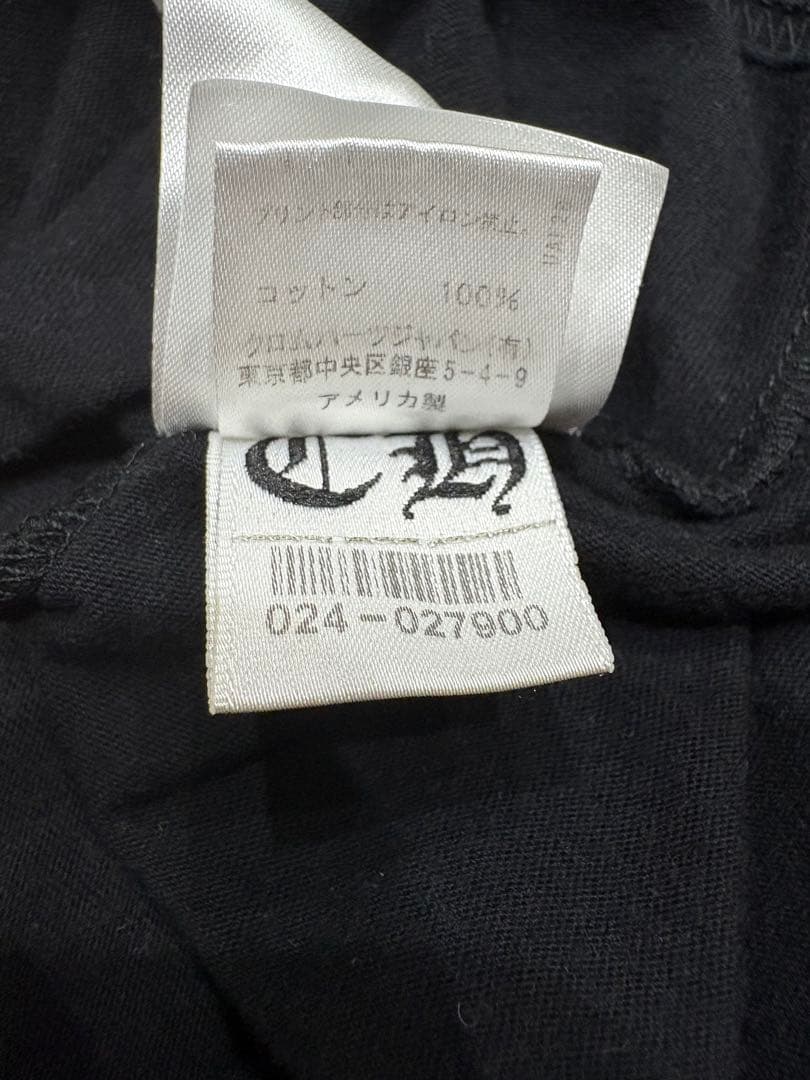 プリント部分はアイロン禁止。
コットン 100%
クロムハーツジャパン(有)
東京都中央区銀座5-4-9
アメリカ製
CH
024-027900